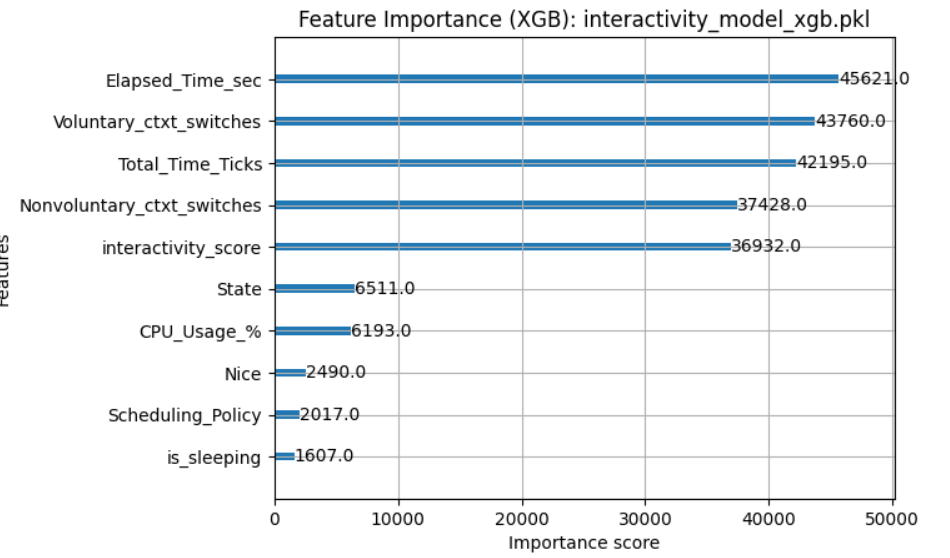 Feature Importance (XGB): interactivity_model_xgb.pkl
Elapsed_Time_sec 45621.0
Voluntary_ctxt_switches 43760.0
Total_Time_Ticks 42195.0
Nonvoluntary_ctxt_switches 37428.0
interactivity_score 36932.0
State 6511.0
CPU_Usage_% 6193.0
Nice 2490.0
Scheduling_Policy 2017.0
is_sleeping 1607.0
Features
0 10000 20000 30000 40000 50000
Importance score